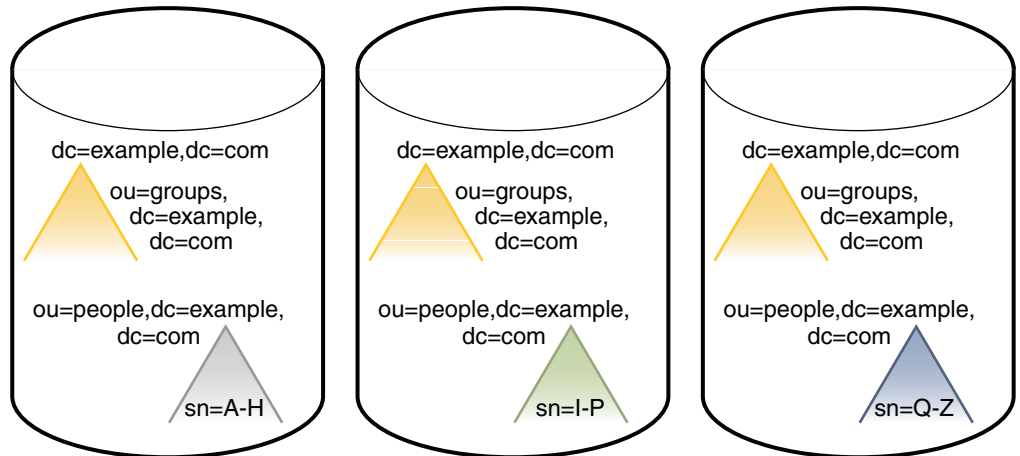 dc=example,dc=com
ou=groups,
dc=example,
dc=com
ou=people,dc=example,
dc=com
sn=A-H
dc=example,dc=com
ou=groups,
dc=example,
dc=com
ou=people,dc=example,
dc=com
sn=I-P
dc=example,dc=com
ou=groups,
dc=example,
dc=com
ou=people,dc=example,
dc=com
sn=Q-Z